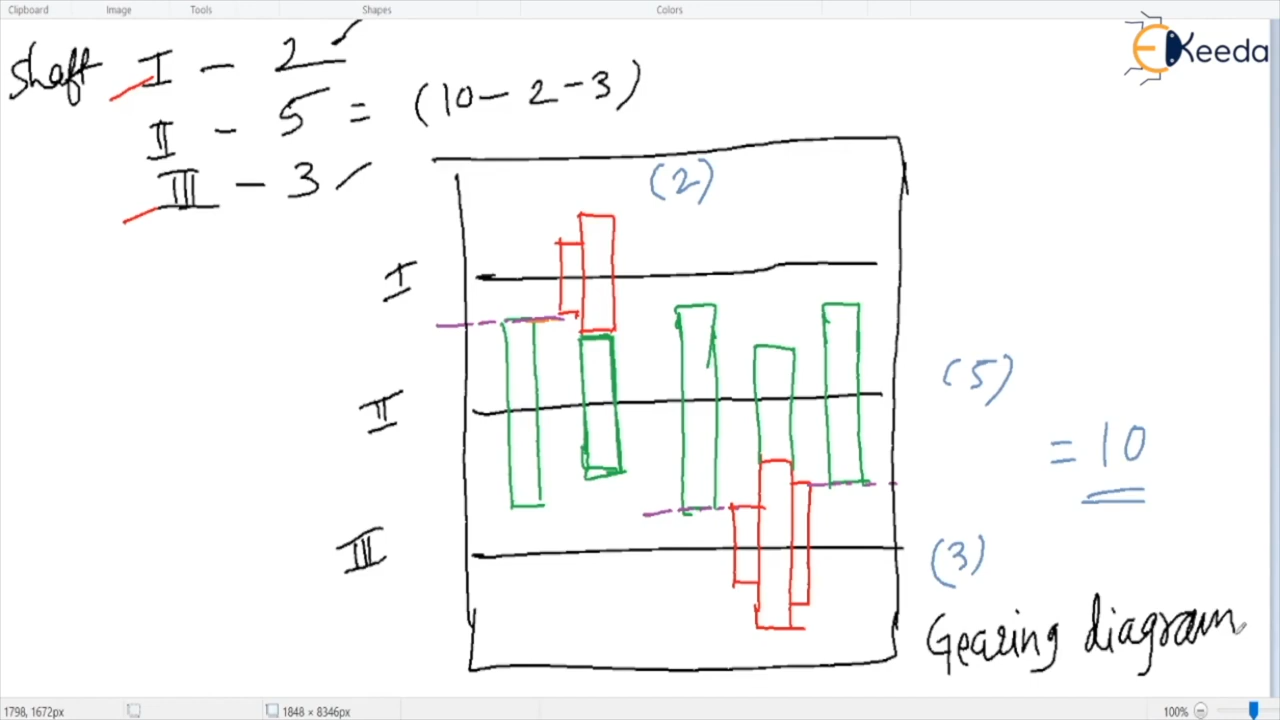 Clipboard Image Tools Shapes Colors
EKeeda
Shaft I - 2 ✓
II - 5 = (10 - 2 - 3)
III - 3 ✓
(2)
I
II
(5)
= 10
III
(3)
Gearing diagram
1798, 1672px 1848 × 8346px 100%